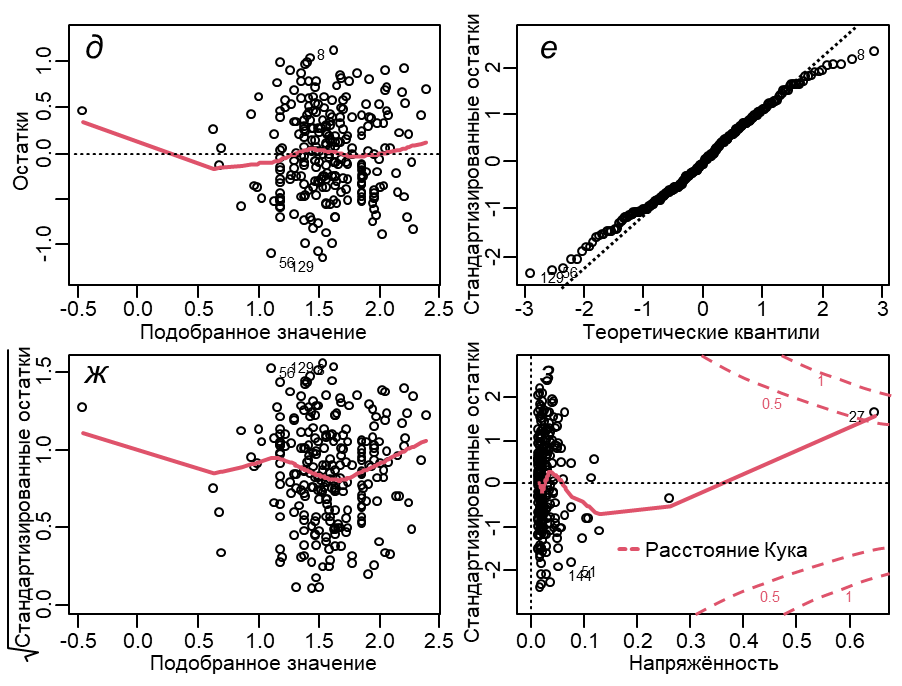 д
Остатки
1.0
0.5
0.0
-1.0
8
56
129
-0.5 0.0 0.5 1.0 1.5 2.0 2.5
Подобранное значение
е
Стандартизированные остатки
2
1
0
-1
-2
8
129
56
-3 -2 -1 0 1 2 3
Теоретические квантили
ж
√Стандартизированные остатки
1.5
1.0
0.5
0.0
56
129
8
-0.5 0.0 0.5 1.0 1.5 2.0 2.5
Подобранное значение
з
Стандартизированные остатки
2
1
0
-1
-2
1
0.5
27
Расстояние Кука
144
51
0.5
1
0.0 0.1 0.2 0.3 0.4 0.5 0.6
Напряжённость